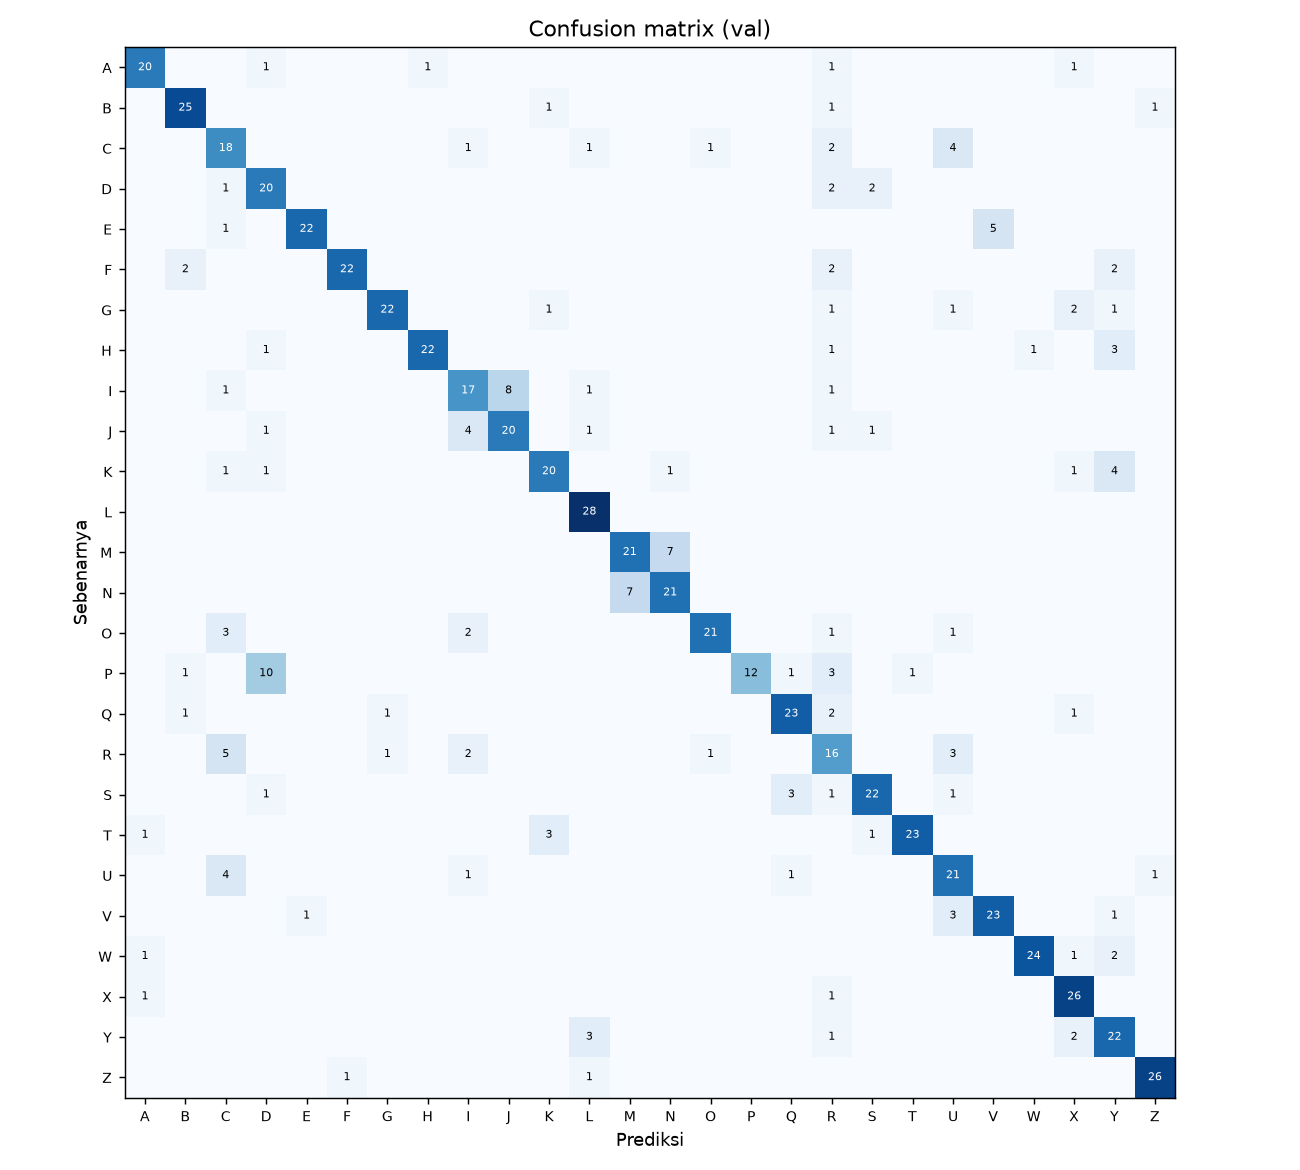 Confusion matrix (val)
A 20 1 1 1 1
B 25 1 1 1
C 18 1 1 1 2 4
D 1 20 2 2
E 1 22 5
F 2 22 2 2
G 22 1 1 1 2 1
H 1 22 1 1 3
I 1 17 8 1 1
J 1 4 20 1 1 1
K 1 1 20 1 1 4
L 28
M 21 7
N 7 21
O 3 2 21 1 1
P 1 10 12 1 3 1
Q 1 1 23 2 1
R 5 1 2 1 16 3
S 1 3 1 22 1
T 1 3 1 23
U 4 1 1 21 1
V 1 3 23 1
W 1 24 1 2
X 1 1 26
Y 3 1 2 22
Z 1 1 26
Sebenarnya
A B C D E F G H I J K L M N O P Q R S T U V W X Y Z
Prediksi